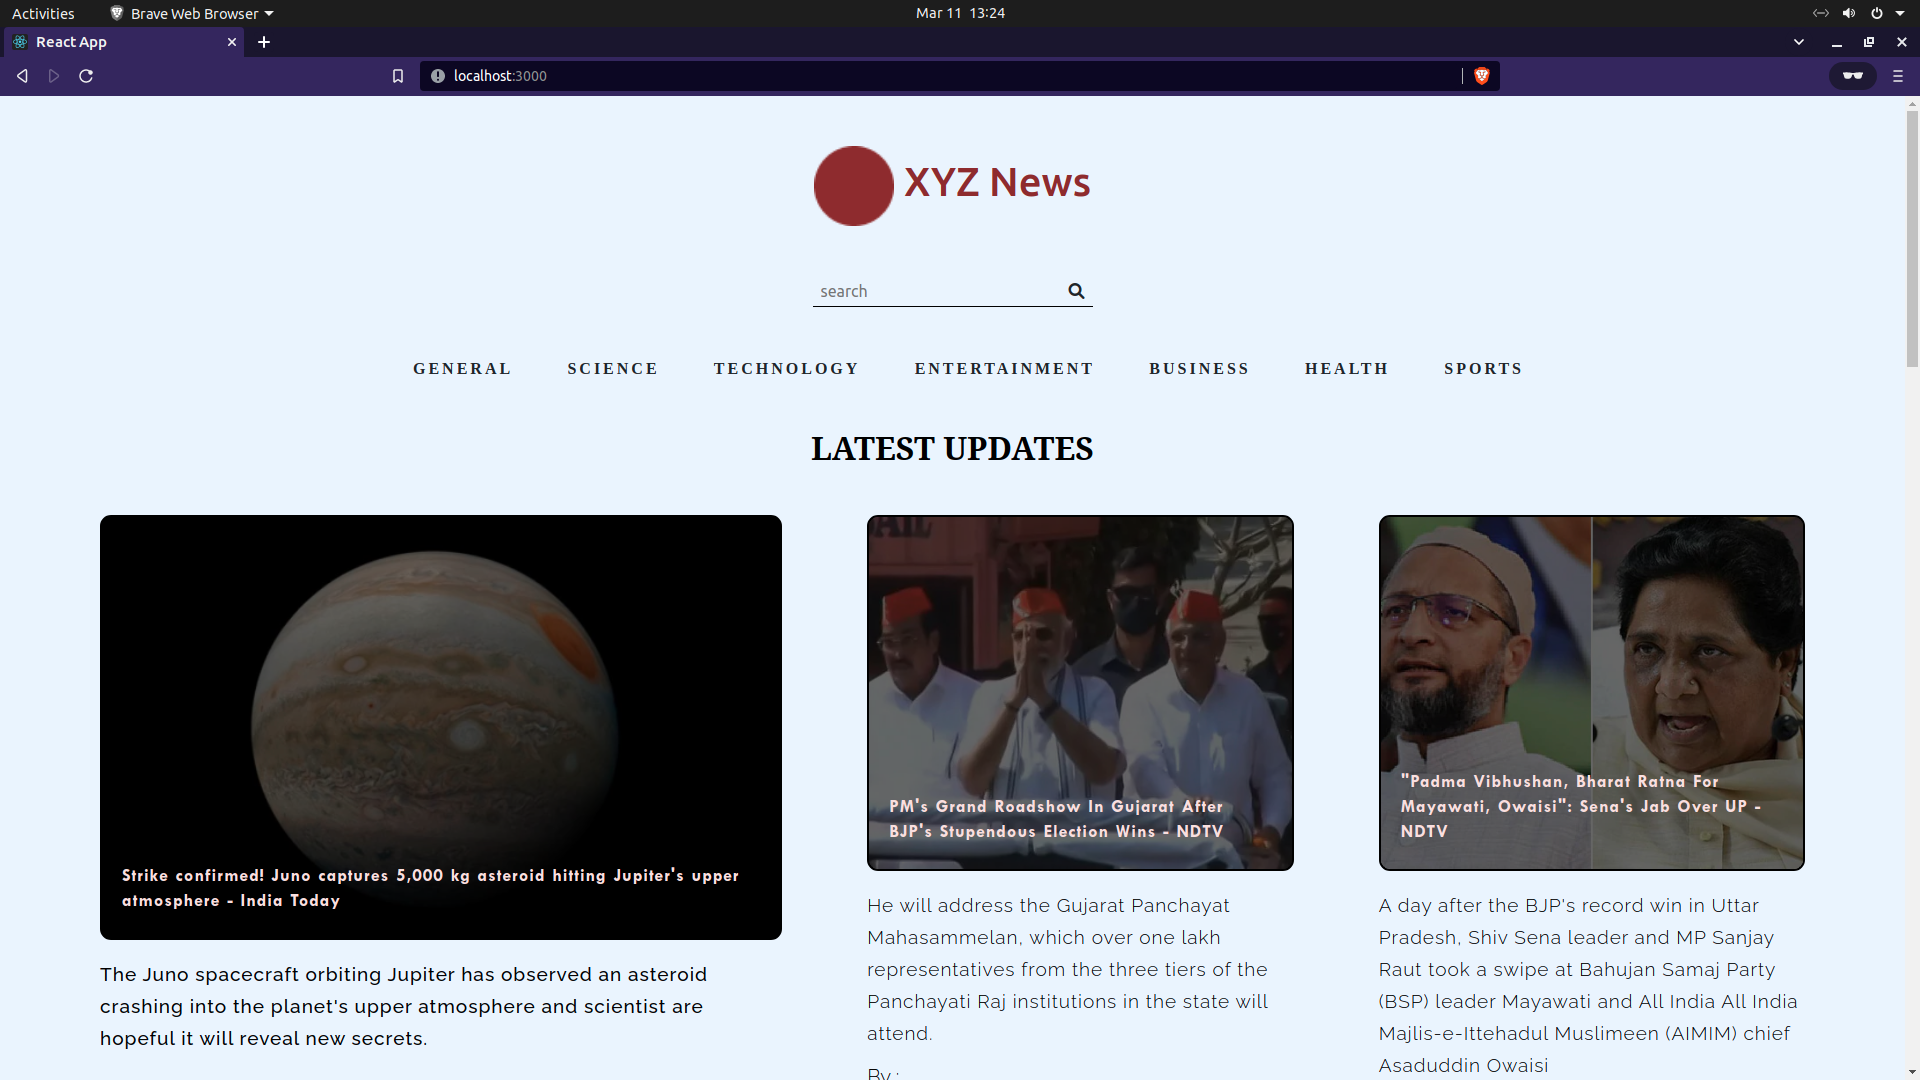 Activities
Brave Web Browser
Mar 11 13:24
React App
localhost:3000
XYZ News
search
GENERAL SCIENCE TECHNOLOGY ENTERTAINMENT BUSINESS HEALTH SPORTS
LATEST UPDATES
Strike confirmed! Juno captures 5,000 kg asteroid hitting Jupiter's upper
atmosphere - India Today
The Juno spacecraft orbiting Jupiter has observed an asteroid
crashing into the planet's upper atmosphere and scientist are
hopeful it will reveal new secrets.
PM's Grand Roadshow In Gujarat After
BJP's Stupendous Election Wins - NDTV
He will address the Gujarat Panchayat
Mahasammelan, which over one lakh
representatives from the three tiers of the
Panchayati Raj institutions in the state will
attend.
By :
"Padma Vibhushan, Bharat Ratna For
Mayawati, Owaisi": Sena's Jab Over UP -
NDTV
A day after the BJP's record win in Uttar
Pradesh, Shiv Sena leader and MP Sanjay
Raut took a swipe at Bahujan Samaj Party
(BSP) leader Mayawati and All India All India
Majlis-e-Ittehadul Muslimeen (AIMIM) chief
Asaduddin Owaisi